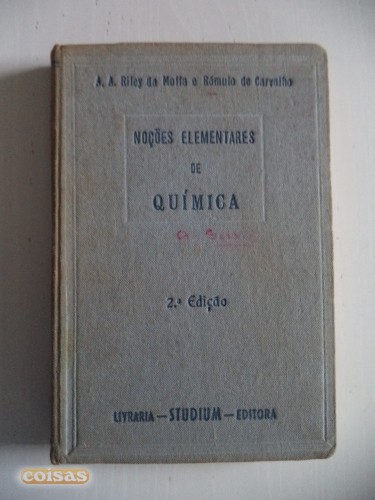 A. A. Riley da Motta e Rómulo de Carvalho
NOÇÕES ELEMENTARES
DE
QUÍMICA
2.ª Edição
LIVRARIA — STUDIUM — EDITORA
coisas